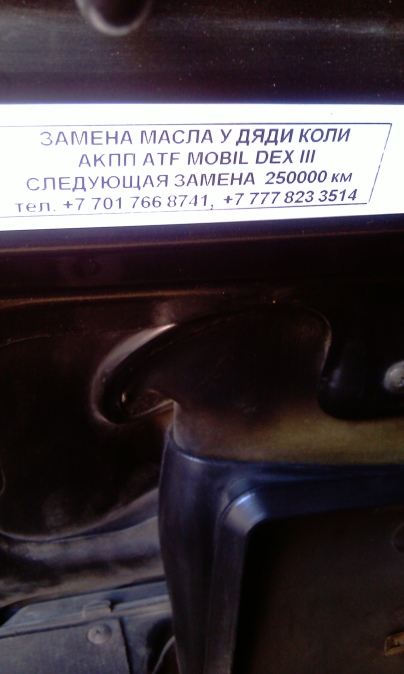 ЗАМЕНА МАСЛА У ДЯДИ КОЛИ
АКПП ATF MOBIL DEX III
СЛЕДУЮЩАЯ ЗАМЕНА 250000 КМ
тел. +7 701 766 8741, +7 777 823 3514